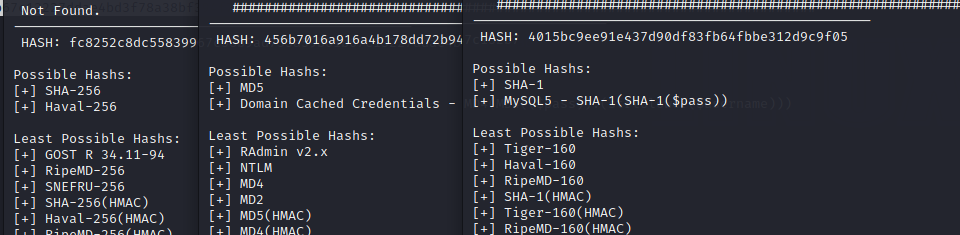 Not Found.
HASH: fc8252c8dc558399
Possible Hashs:
[+] SHA-256
[+] Haval-256
Least Possible Hashs:
[+] GOST R 34.11-94
[+] RipeMD-256
[+] SNEFRU-256
[+] SHA-256(HMAC)
[+] Haval-256(HMAC)
[+] RipeMD-256(HMAC)
HASH: 456b7016a916a4b178dd72b94
Possible Hashs:
[+] MD5
[+] Domain Cached Credentials -
Least Possible Hashs:
[+] RAdmin v2.x
[+] NTLM
[+] MD4
[+] MD2
[+] MD5(HMAC)
[+] MD4(HMAC)
HASH: 4015bc9ee91e437d90df83fb64fbbe312d9c9f05
Possible Hashs:
[+] SHA-1
[+] MySQL5 - SHA-1(SHA-1($pass))
Least Possible Hashs:
[+] Tiger-160
[+] Haval-160
[+] RipeMD-160
[+] SHA-1(HMAC)
[+] Tiger-160(HMAC)
[+] RipeMD-160(HMAC)